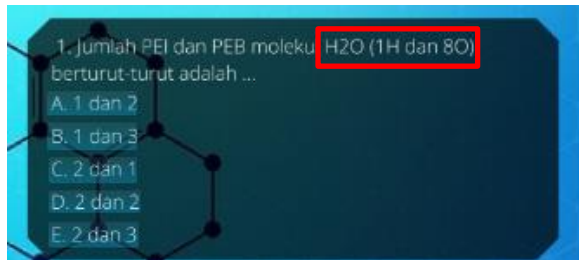 1. Jumlah PEI dan PEB moleku H2O (1H dan 8O)
berturut-turut adalah ...
A. 1 dan 2
B. 1 dan 3
C. 2 dan 1
D. 2 dan 2
E. 2 dan 3